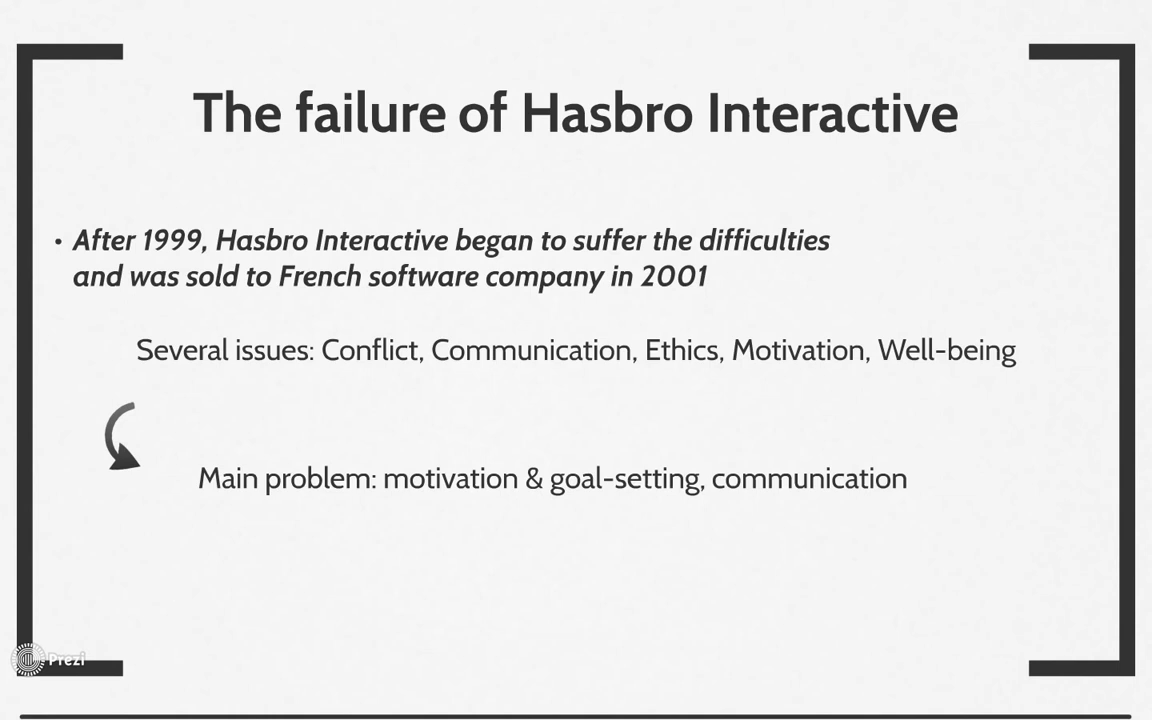 The failure of Hasbro Interactive
• After 1999, Hasbro Interactive began to suffer the difficulties
and was sold to French software company in 2001
Several issues: Conflict, Communication, Ethics, Motivation, Well-being
Main problem: motivation & goal-setting, communication
Prezi